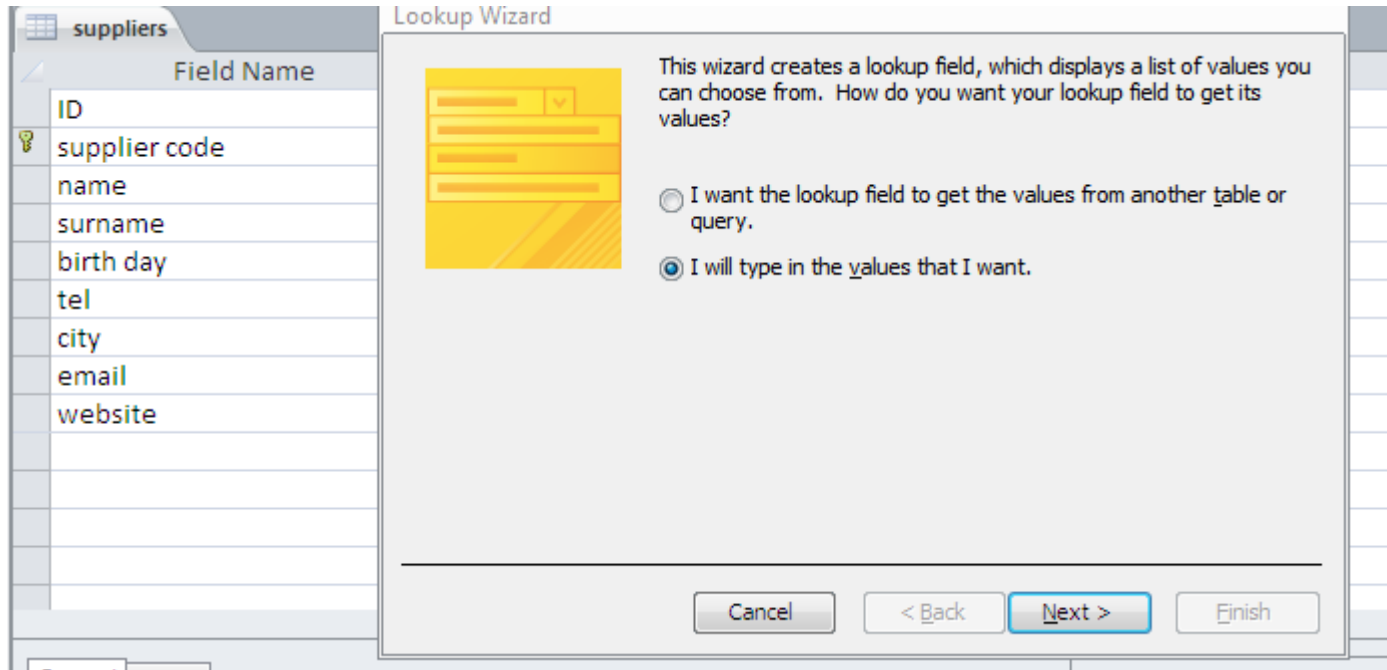 suppliers
Field Name
ID
supplier code
name
surname
birth day
tel
city
email
website
Lookup Wizard
This wizard creates a lookup field, which displays a list of values you
can choose from. How do you want your lookup field to get its
values?
I want the lookup field to get the values from another table or
query.
I will type in the values that I want.
Cancel
< Back
Next >
Finish